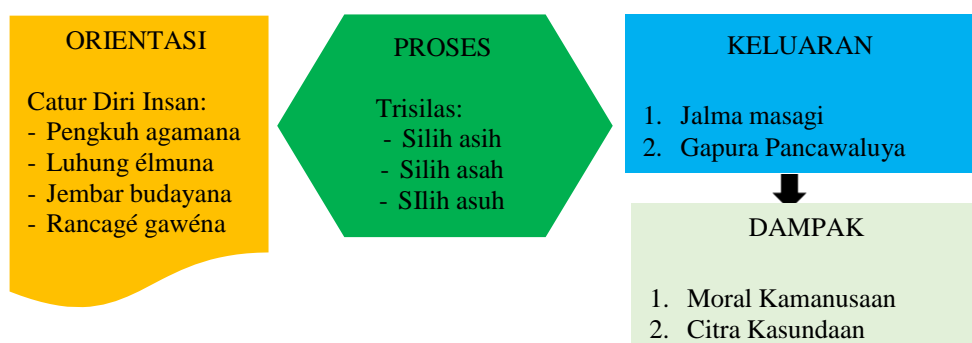 ORIENTASI
Catur Diri Insan:
- Pengkuh agamana
- Luhung élmuna
- Jembar budayana
- Rancagé gawéna
PROSES
Trisilas:
- Silih asih
- Silih asah
- SIlih asuh
KELUARAN
1. Jalma masagi
2. Gapura Pancawaluya
DAMPAK
1. Moral Kamanusaan
2. Citra Kasundaan